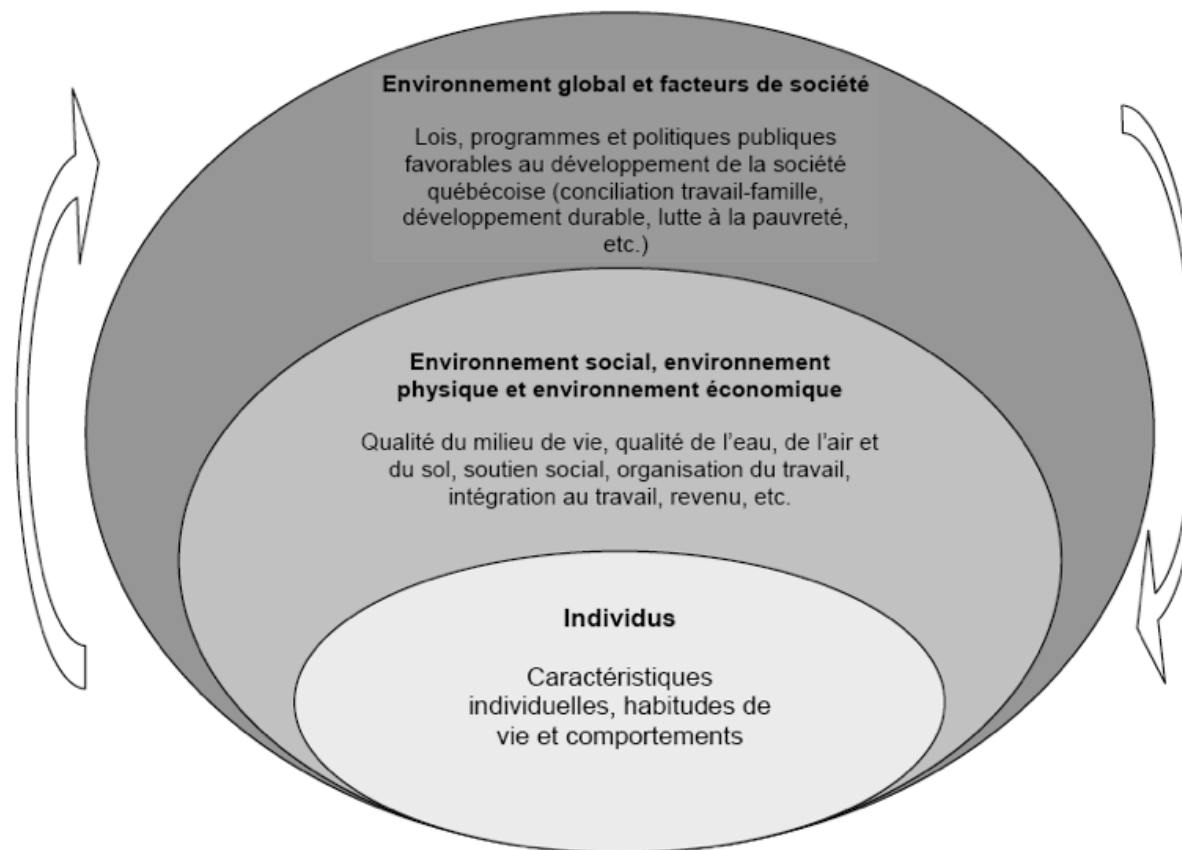 Environnement global et facteurs de société
Lois, programmes et politiques publiques
favorables au développement de la société
québécoise (conciliation travail-famille,
développement durable, lutte à la pauvreté,
etc.)
Environnement social, environnement
physique et environnement économique
Qualité du milieu de vie, qualité de l'eau, de l'air et
du sol, soutien social, organisation du travail,
intégration au travail, revenu, etc.
Individus
Caractéristiques
individuelles, habitudes de
vie et comportements